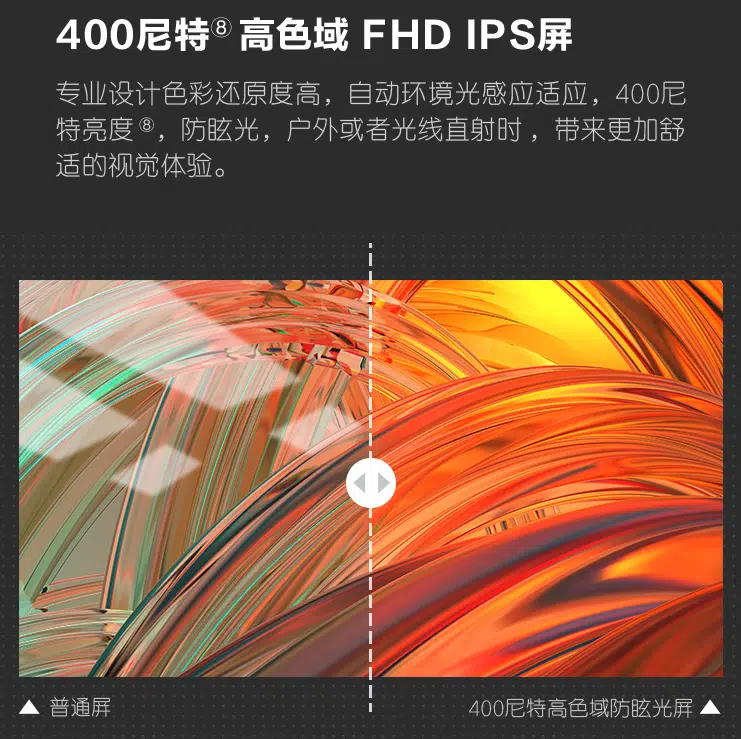 400尼特⑧高色域 FHD IPS屏
专业设计色彩还原度高，自动环境光感应适应，400尼
特亮度⑧，防眩光，户外或者光线直射时，带来更加舒
适的视觉体验。
普通屏
400尼特高色域防眩光屏